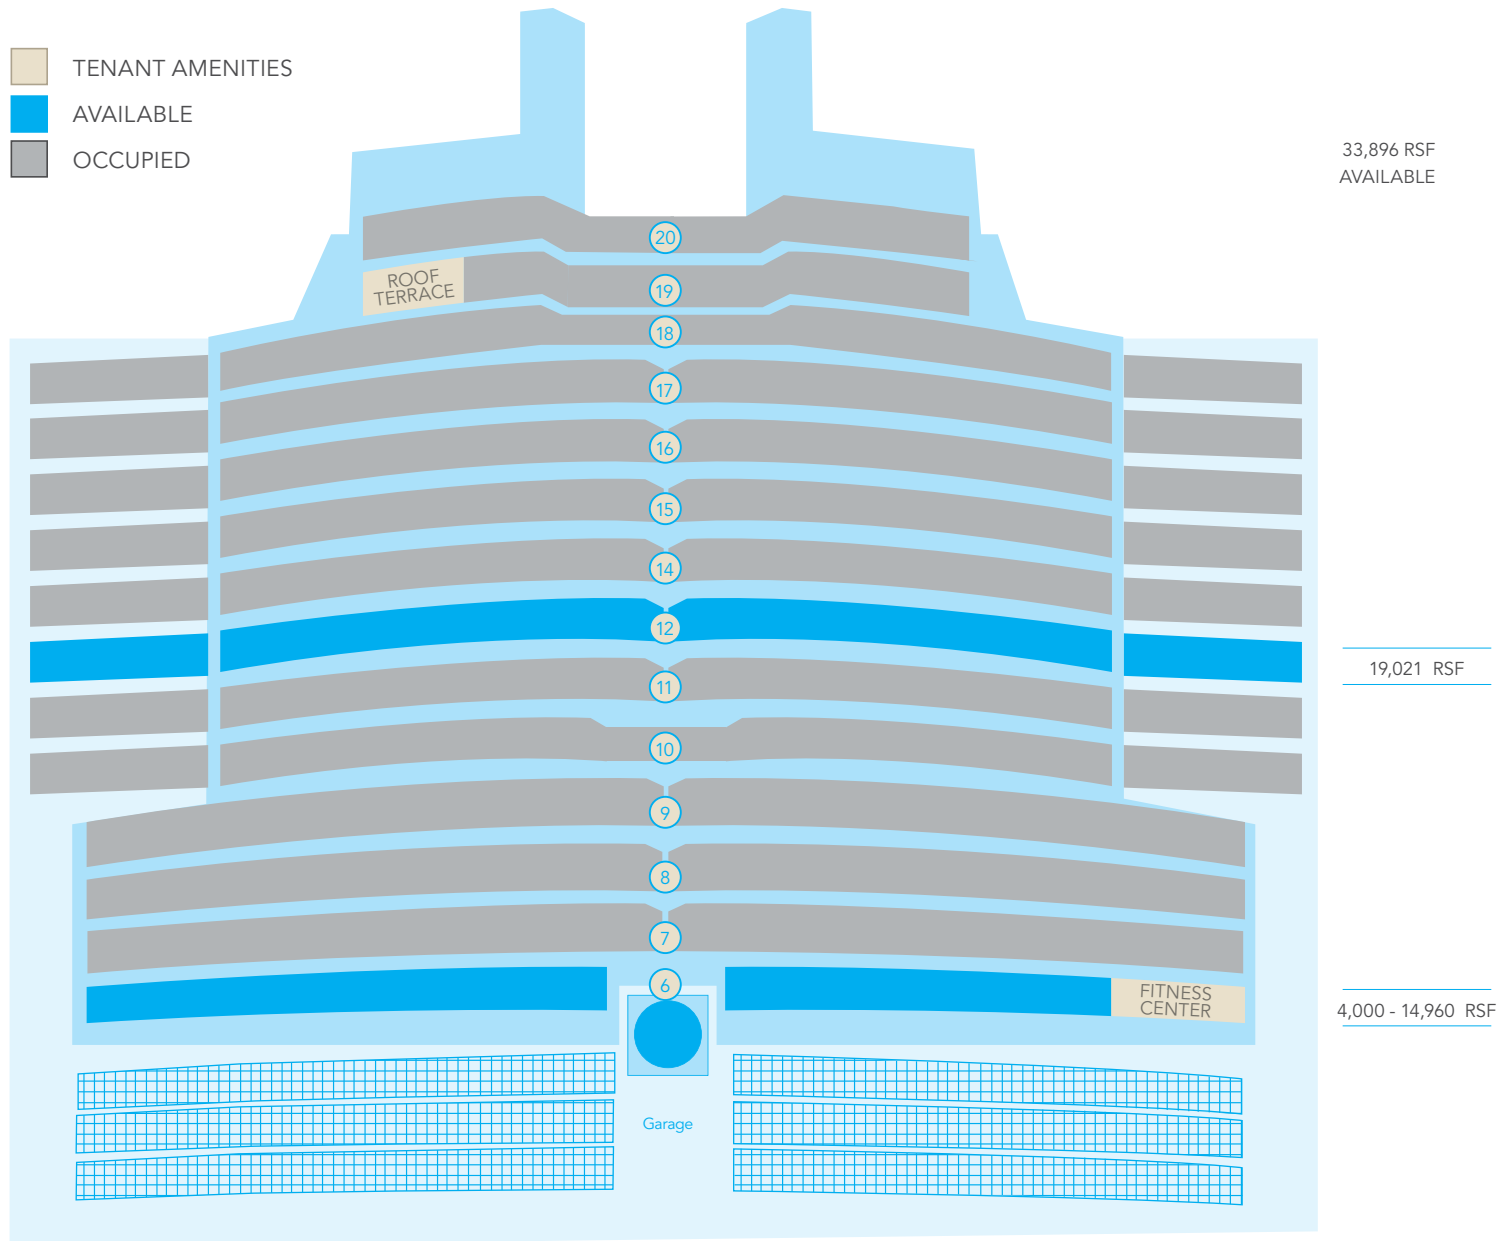 TENANT AMENITIES
AVAILABLE
OCCUPIED
33,896 RSF
AVAILABLE
20
ROOF
TERRACE
19
18
17
16
15
14
12
19,021 RSF
11
10
9
8
7
6
FITNESS
CENTER
4,000 - 14,960 RSF
Garage